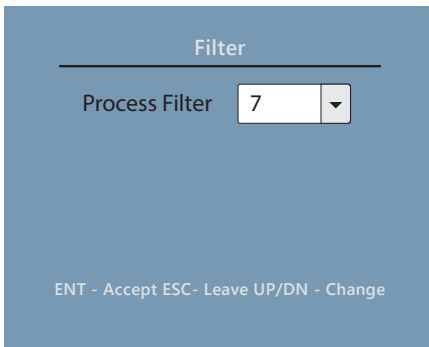 Filter
Process Filter 7
ENT - Accept ESC- Leave UP/DN - Change